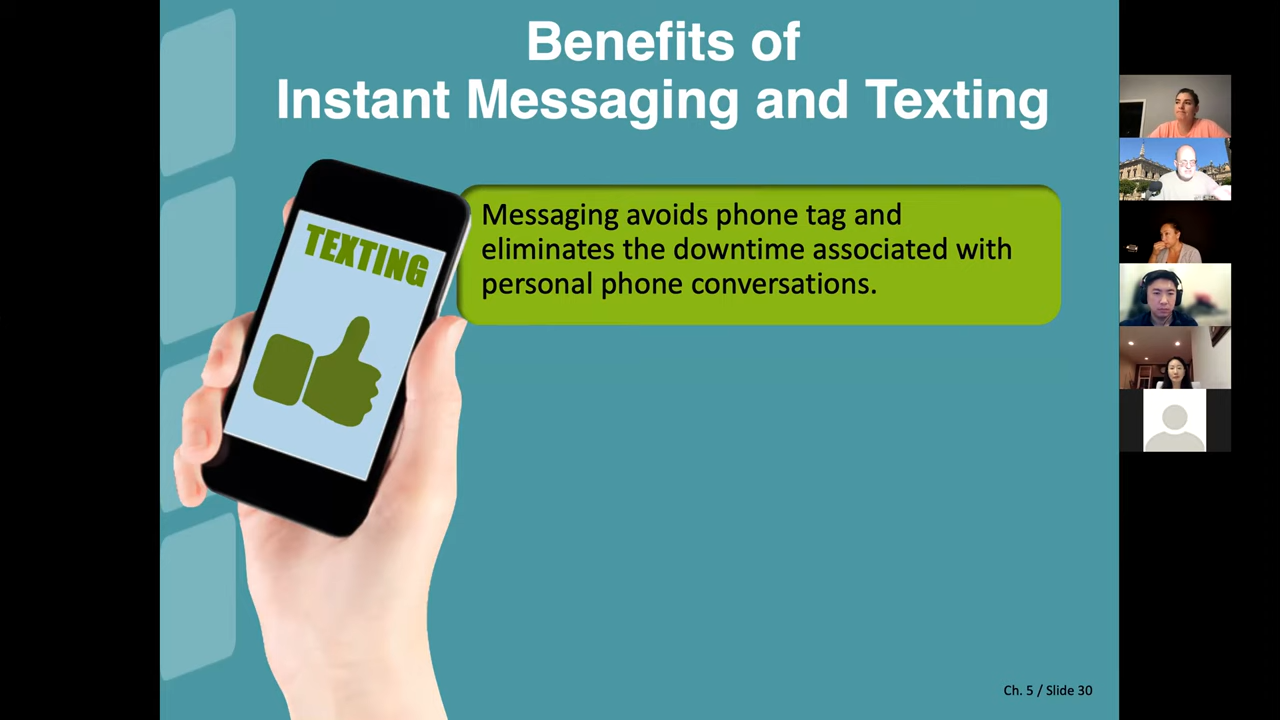 Benefits of
Instant Messaging and Texting
TEXTING
Messaging avoids phone tag and
eliminates the downtime associated with
personal phone conversations.
Ch. 5 / Slide 30